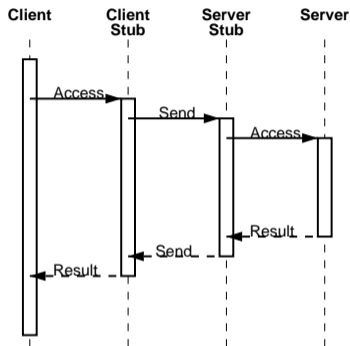 Client
Client
Stub
Server
Stub
Server
Access
Send
Access
Result
Send
Result